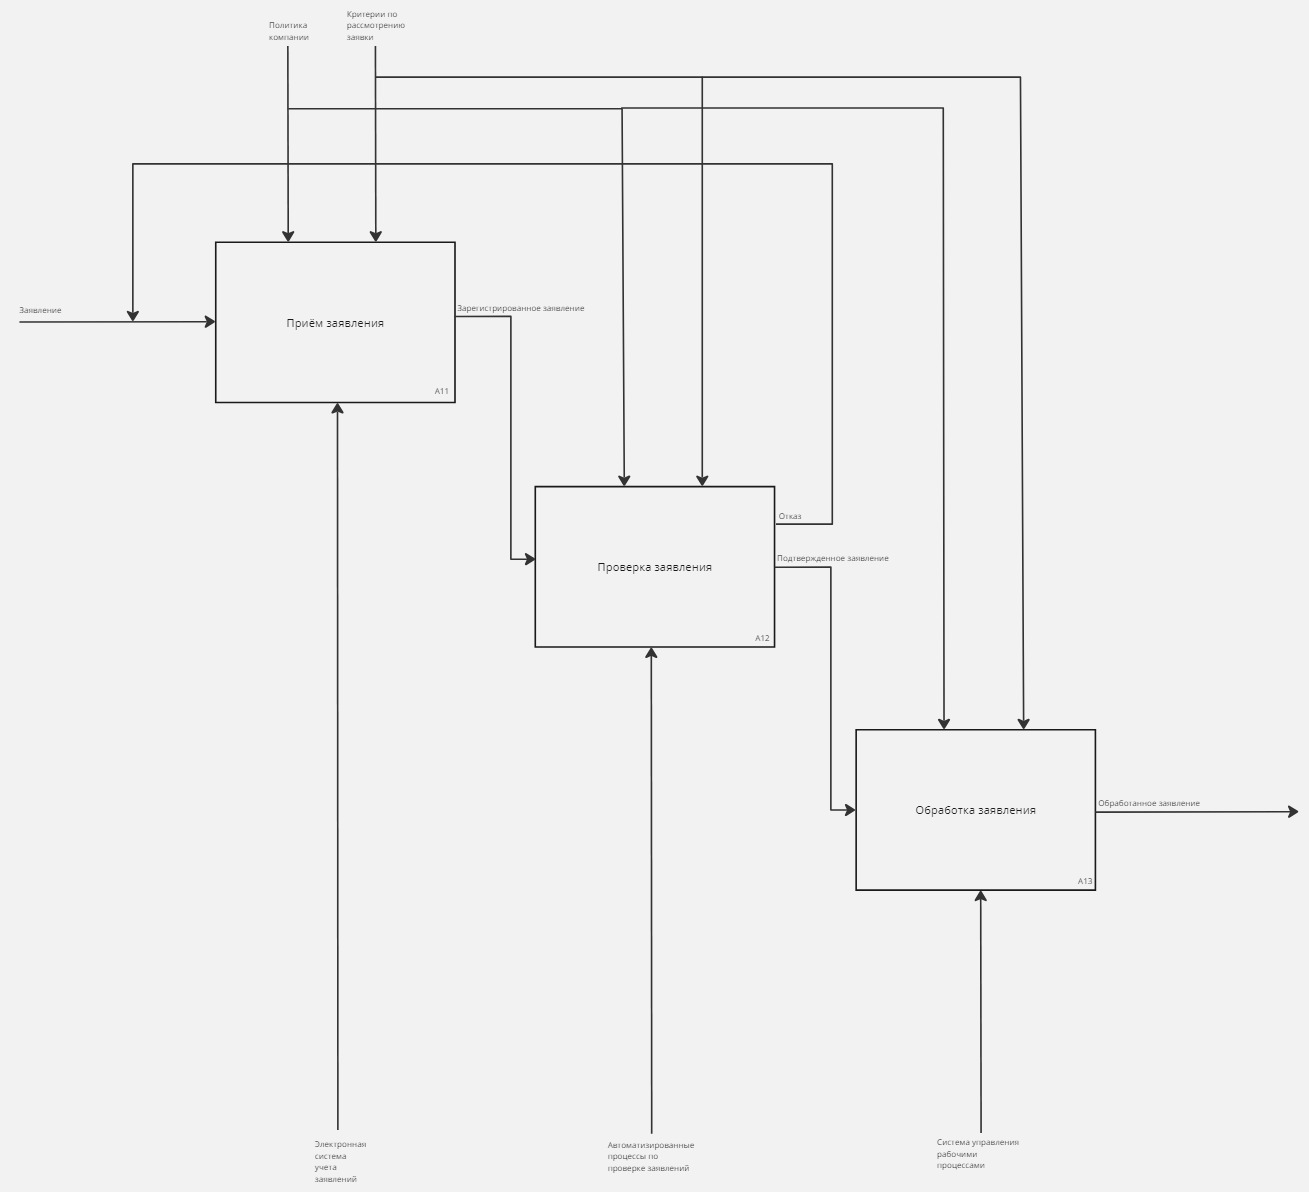 Политика
компании
Критерии по
рассмотрению
заявки
Заявление
Приём заявления
A11
Зарегистрированное заявление
Отказ
Проверка заявления
A12
Подтвержденное заявление
Обработка заявления
A13
Обработанное заявление
Электронная
система
учета
заявлений
Автоматизированные
процессы по
проверке заявлений
Система управления
рабочими
процессами